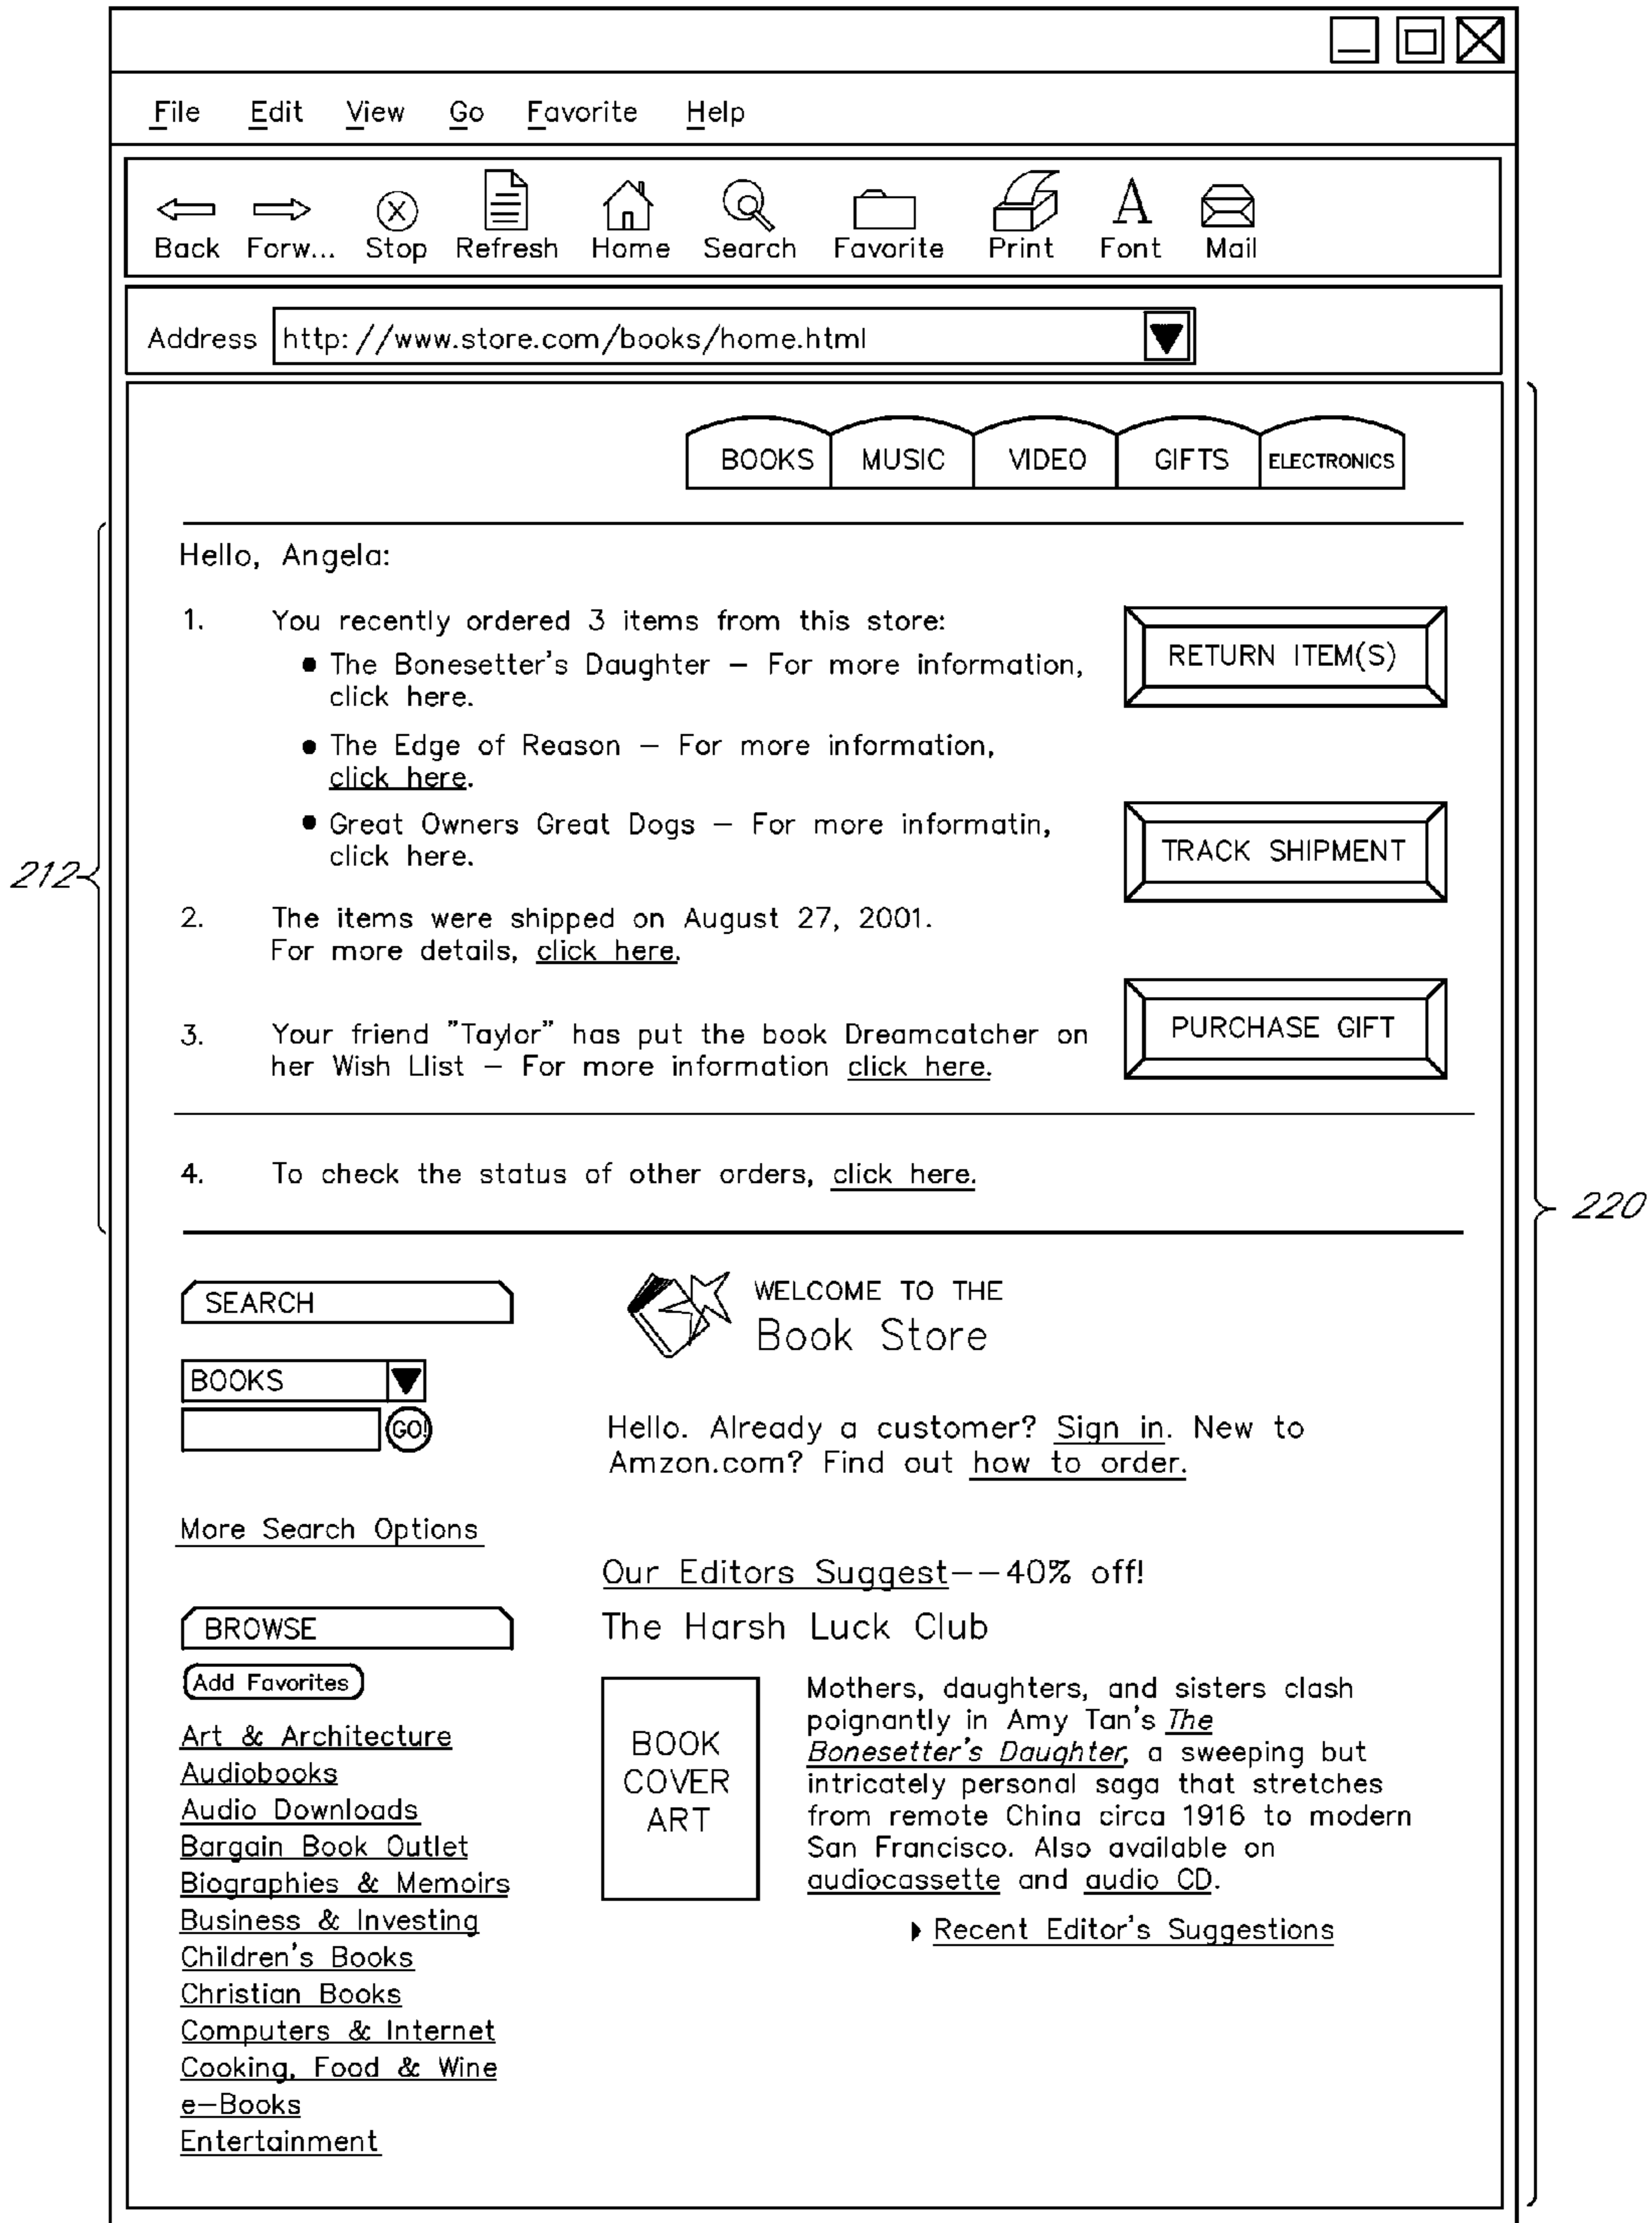 File Edit View Go Favorite Help
Back Forw... Stop Refresh Home Search Favorite Print Font Mail
Address http: //www.store.com/books/home.html
BOOKS MUSIC VIDEO GIFTS ELECTRONICS
Hello, Angela:
1. You recently ordered 3 items from this store:
• The Bonesetter's Daughter — For more information,
click here.
RETURN ITEM(S)
• The Edge of Reason — For more information,
click here.
• Great Owners Great Dogs — For more informatin,
click here.
TRACK SHIPMENT
212
2. The items were shipped on August 27, 2001.
For more details, click here.
3. Your friend "Taylor" has put the book Dreamcatcher on
her Wish Llist — For more information click here.
PURCHASE GIFT
4. To check the status of other orders, click here.
220
SEARCH
BOOKS
GO!
More Search Options
BROWSE
Add Favorites
Art & Architecture
Audiobooks
Audio Downloads
Bargain Book Outlet
Biographies & Memoirs
Business & Investing
Children's Books
Christian Books
Computers & Internet
Cooking, Food & Wine
e—Books
Entertainment
WELCOME TO THE
Book Store
Hello. Already a customer? Sign in. New to
Amzon.com? Find out how to order.
Our Editors Suggest——40% off!
The Harsh Luck Club
BOOK
COVER
ART
Mothers, daughters, and sisters clash
poignantly in Amy Tan's The
Bonesetter's Daughter, a sweeping but
intricately personal saga that stretches
from remote China circa 1916 to modern
San Francisco. Also available on
audiocassette and audio CD.
Recent Editor's Suggestions